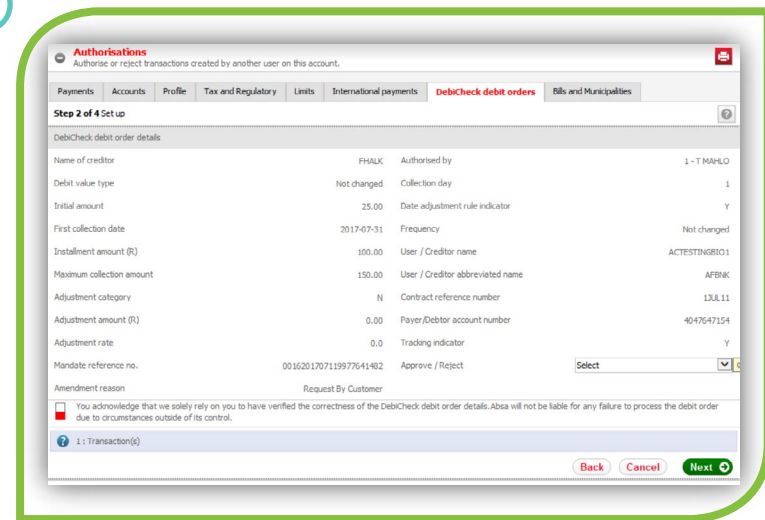 Authorisations
Authorise or reject transactions created by another user on this account.
Payments Accounts Profile Tax and Regulatory Limits International payments DebiCheck debit orders Bills and Municipalities
Step 2 of 4 Set up
DebiCheck debit order details
Name of creditor FHALK Authorised by 1 - T MAHLO
Debit value type Not changed Collection day 1
Initial amount 25.00 Date adjustment rule indicator Y
First collection date 2017-07-31 Frequency Not changed
Installment amount (R) 100.00 User / Creditor name ACTESTINGBIO1
Maximum collection amount 150.00 User / Creditor abbreviated name AFBNK
Adjustment category N Contract reference number 1JUL11
Adjustment amount (R) 0.00 Payer/Debtor account number 4047647154
Adjustment rate 0.0 Tracking indicator Y
Mandate reference no. 0016201707119977641482 Approve / Reject Select
Amendment reason Request By Customer
You acknowledge that we solely rely on you to have verified the correctness of the DebiCheck debit order details.Absa will not be liable for any failure to process the debit order
due to circumstances outside of its control.
1 : Transaction(s)
Back Cancel Next